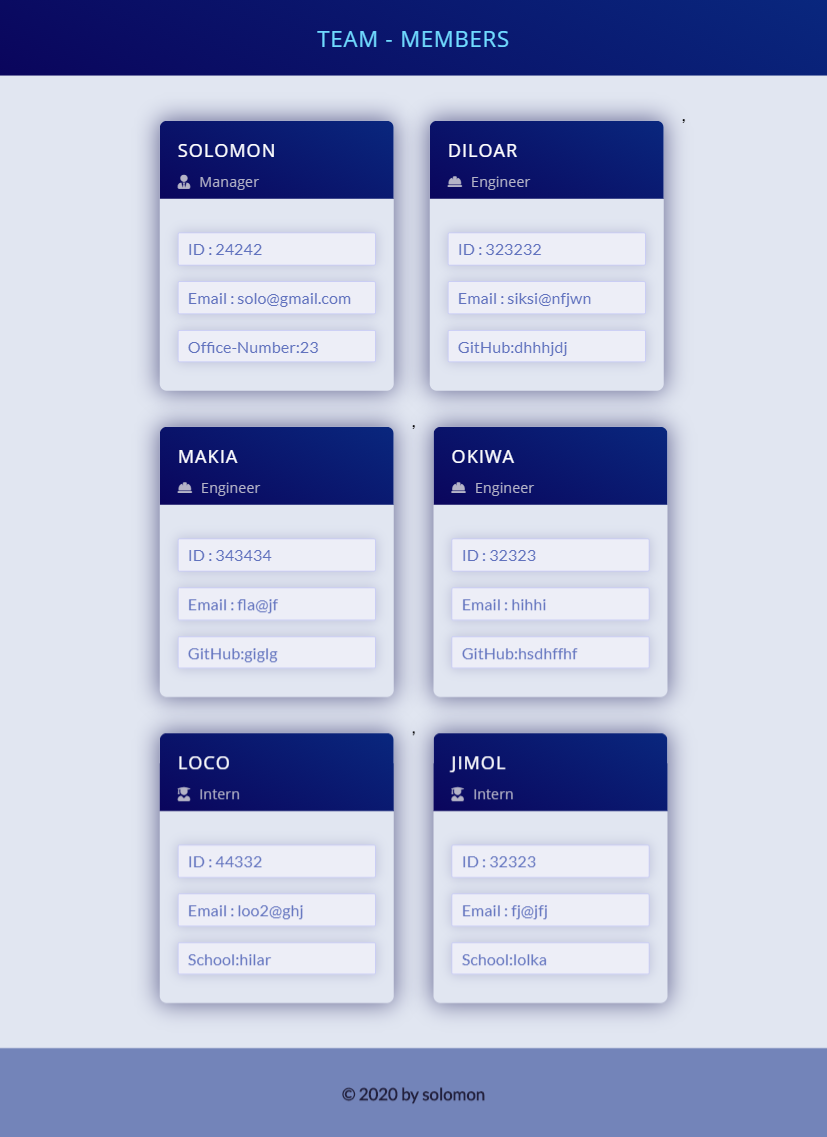 TEAM - MEMBERS
SOLOMON
Manager
ID : 24242
Email : solo@gmail.com
Office-Number:23
DILOAR
Engineer
ID : 323232
Email : siksi@nfjwn
GitHub:dhhhjdj
,
MAKIA
Engineer
ID : 343434
Email : fla@jf
GitHub:giglg
,
OKIWA
Engineer
ID : 32323
Email : hihhi
GitHub:hsdhffhf
LOCO
Intern
ID : 44332
Email : loo2@ghj
School:hilar
,
JIMOL
Intern
ID : 32323
Email : fj@jfj
School:lolka
© 2020 by solomon